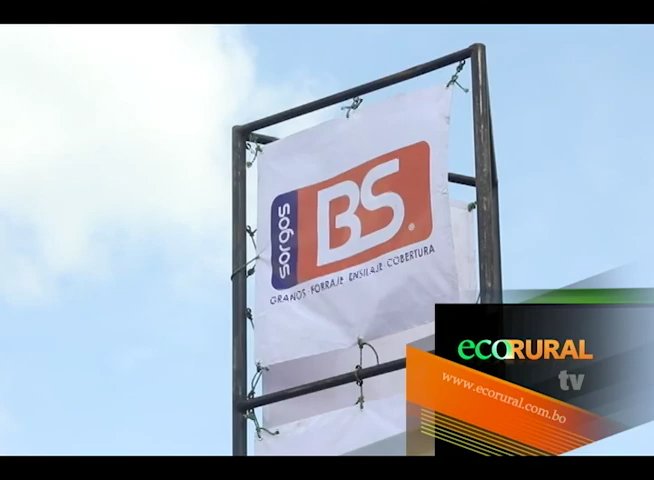 sorgos
BS.
GRANOS · FORRAJE · ENSILAJE · COBERTURA
ecoRURAL
tv
www.ecorural.com.bo